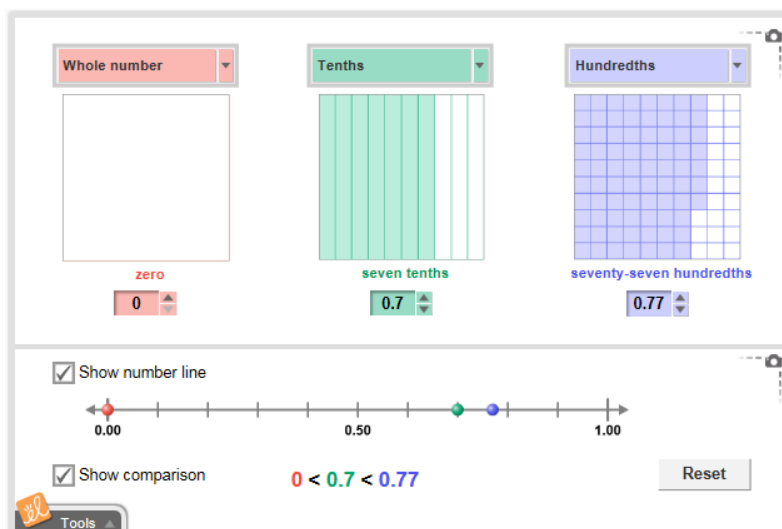 Whole number Tenths Hundredths
zero seven tenths seventy-seven hundredths
0 0.7 0.77
Show number line
0.00 0.50 1.00
Show comparison 0 < 0.7 < 0.77 Reset
el Tools